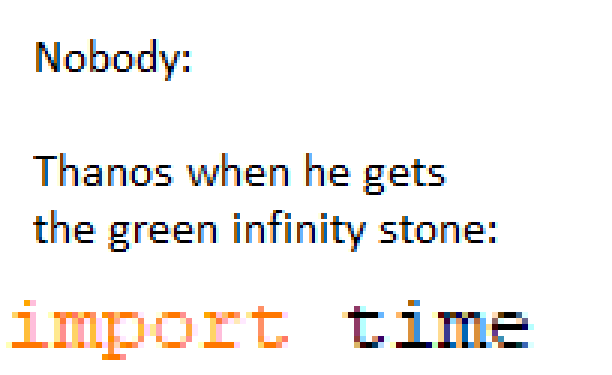 Nobody:
Thanos when he gets
the green infinity stone:
import time